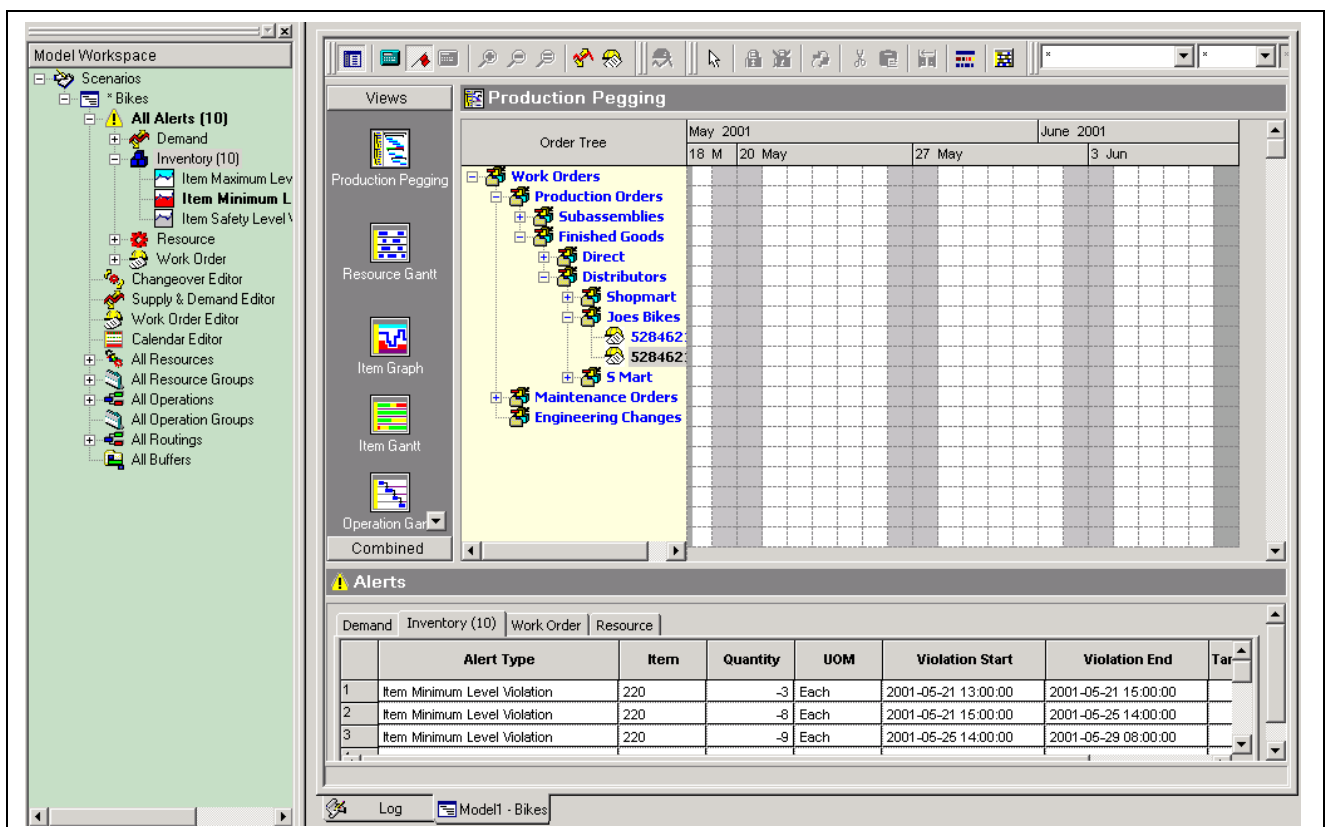 Model Workspace
Scenarios
* Bikes
All Alerts (10)
Demand
Inventory (10)
Item Maximum Lev
Item Minimum L
Item Safety Level
Resource
Work Order
Changeover Editor
Supply & Demand Editor
Work Order Editor
Calendar Editor
All Resources
All Resource Groups
All Operations
All Operation Groups
All Routings
All Buffers
* *
Views
Production Pegging
Resource Gantt
Item Graph
Item Gantt
Operation Gar
Combined
Production Pegging
Order Tree
May 2001 June 2001
18 M 20 May 27 May 3 Jun
Work Orders
Production Orders
Subassemblies
Finished Goods
Direct
Distributors
Shopmart
Joes Bikes
528462
528462
S Mart
Maintenance Orders
Engineering Changes
Alerts
Demand Inventory (10) Work Order Resource
Alert Type Item Quantity UOM Violation Start Violation End Tar
1 Item Minimum Level Violation 220 -3 Each 2001-05-21 13:00:00 2001-05-21 15:00:00
2 Item Minimum Level Violation 220 -8 Each 2001-05-21 15:00:00 2001-05-25 14:00:00
3 Item Minimum Level Violation 220 -9 Each 2001-05-25 14:00:00 2001-05-29 08:00:00
Log Model1 - Bikes